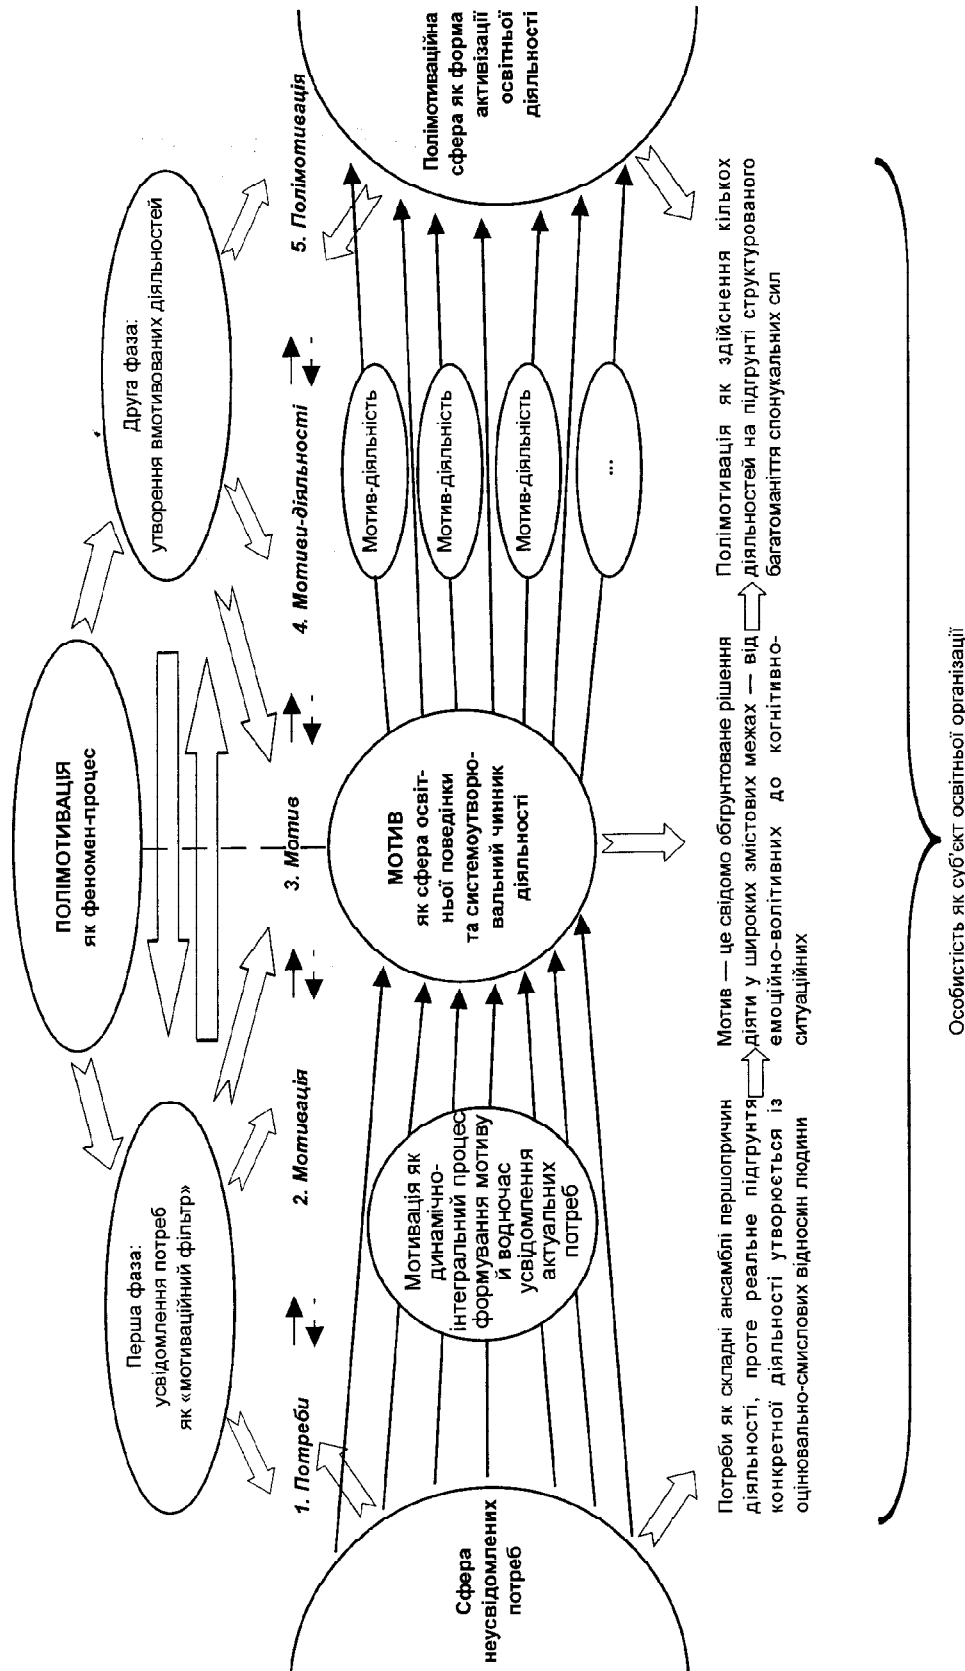 ПОЛІМОТИВАЦІЯ
як феномен-процес
Перша фаза:
усвідомлення потреб
як «мотиваційний фільтр»
Друга фаза:
утворення вмотивованих діяльностей
1. Потреби
2. Мотивація
3. Мотив
4. Мотиви-діяльності
5. Полімотивація
Сфера
неусвідомлених
потреб
Мотивація як
динамічно-
інтегральний процес
формування мотиву
й водночас
усвідомлення
актуальних
потреб
МОТИВ
як сфера освіт-
ньої поведінки
та системоутворю-
вальний чинник
діяльності
Мотив-діяльність
Мотив-діяльність
Мотив-діяльність
...
Полімотиваційна
сфера як форма
активізації
освітньої
діяльності
Потреби як складні ансамблі першопричин
діяльності, проте реальне підгрунтя
конкретної діяльності утворюється із
оцінювально-смислових відносин людини
Мотив — це свідомо обгрунтоване рішення
діяти у широких змістових межах — від
емоційно-волітивних до когнітивно-
ситуаційних
Полімотивація як здійснення кількох
діяльностей на підгрунті структурованого
багатоманіття спонукальних сил
Особистість як суб'єкт освітньої організації